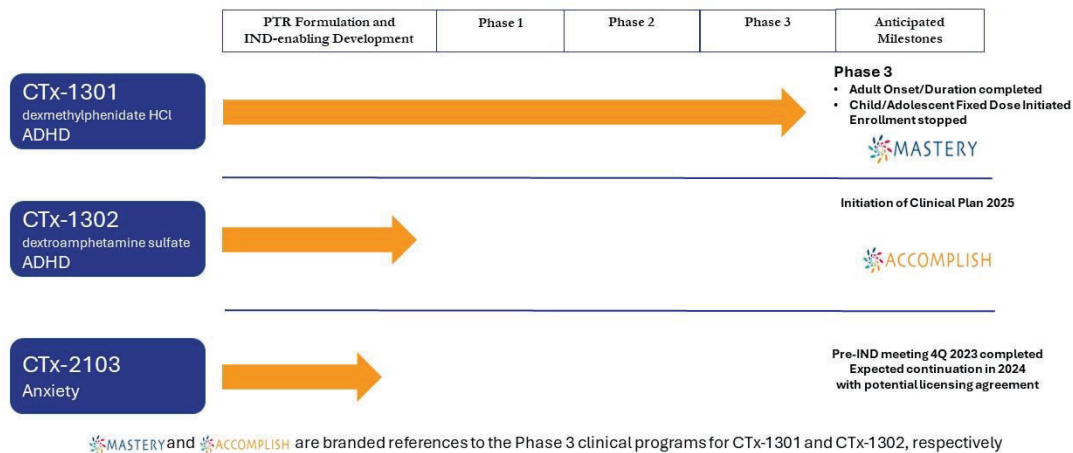 PTR Formulation and
IND-enabling Development
Phase 1
Phase 2
Phase 3
Anticipated
Milestones
CTx-1301
dexmethylphenidate HCl
ADHD
Phase 3
• Adult Onset/Duration completed
• Child/Adolescent Fixed Dose Initiated
Enrollment stopped
MASTERY
CTx-1302
dextroamphetamine sulfate
ADHD
Initiation of Clinical Plan 2025
ACCOMPLISH
CTx-2103
Anxiety
Pre-IND meeting 4Q 2023 completed
Expected continuation in 2024
with potential licensing agreement
MASTERY and ACCOMPLISH are branded references to the Phase 3 clinical programs for CTx-1301 and CTx-1302, respectively